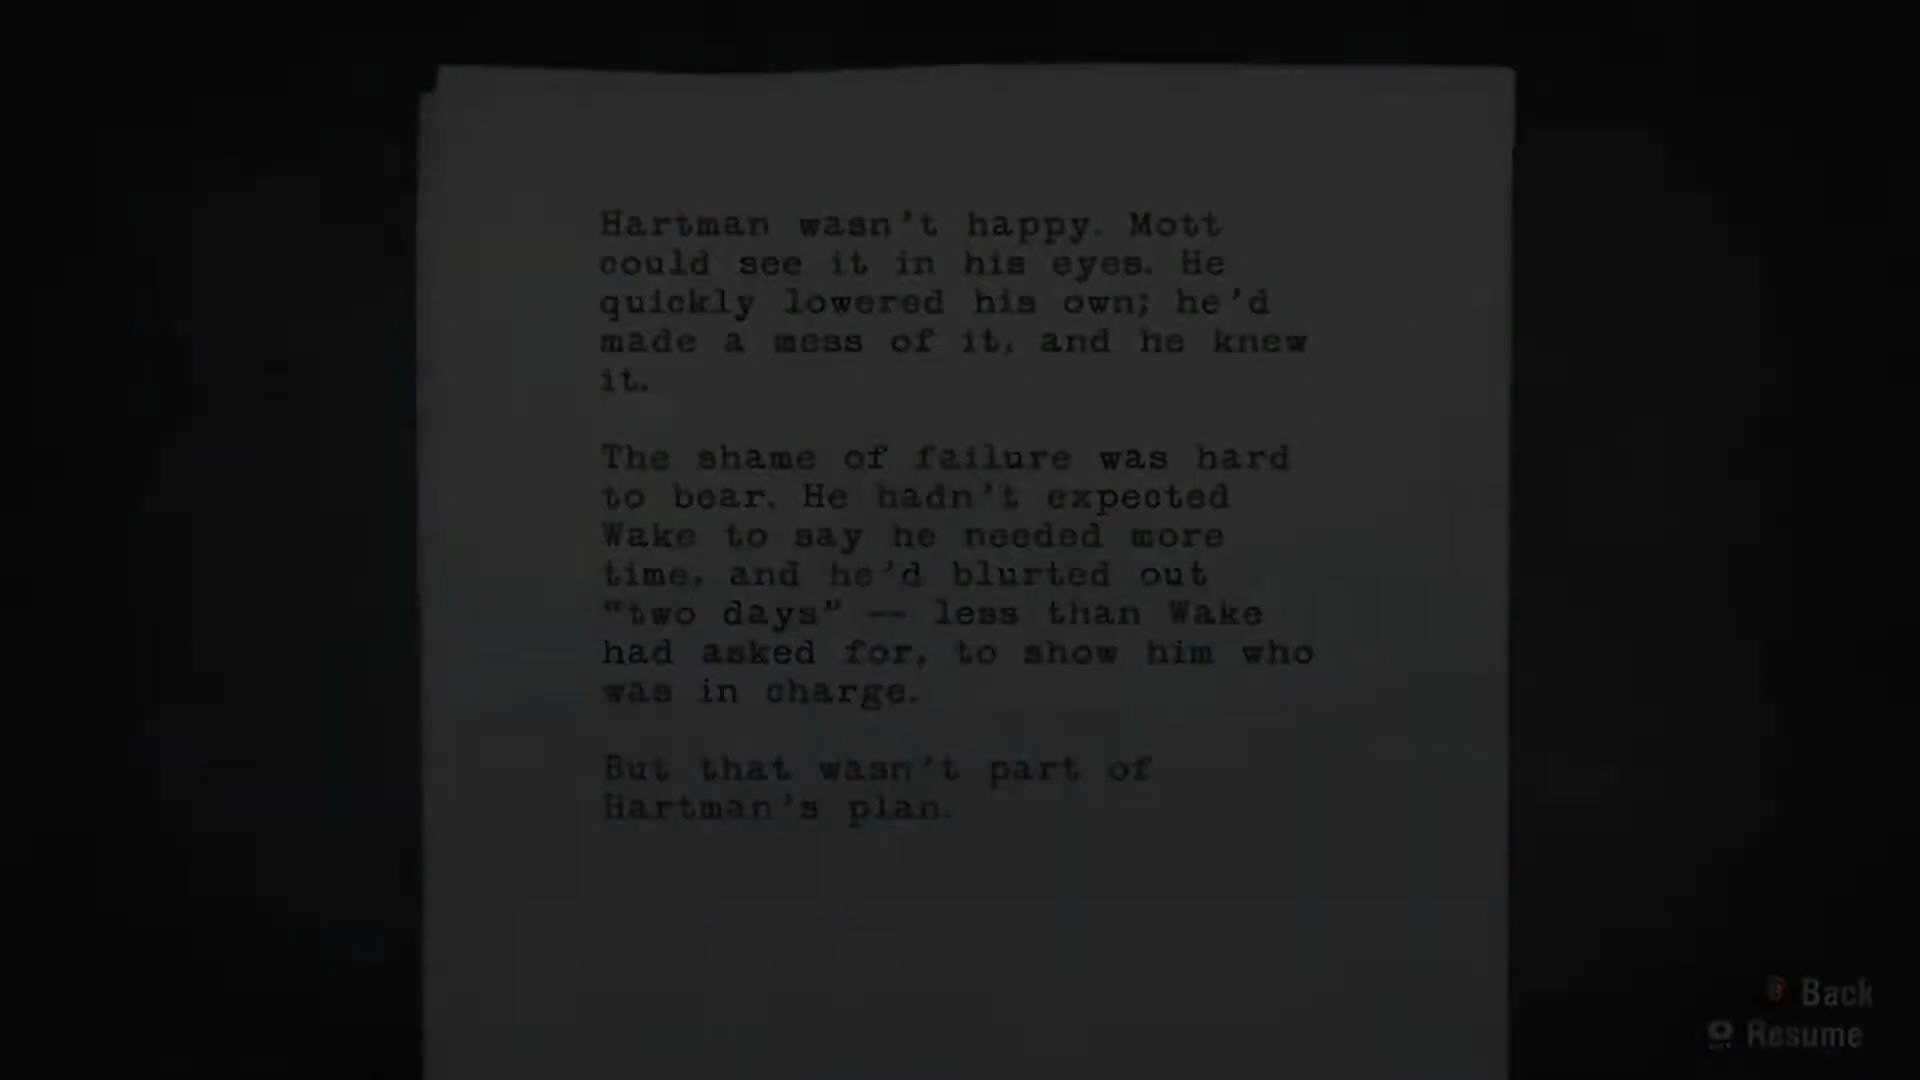 Hartman wasn't happy. Mott
could see it in his eyes. He
quickly lowered his own; he'd
made a mess of it, and he knew
it.
The shame of failure was hard
to bear. He hadn't expected
Wake to say he needed more
time, and he'd blurted out
"two days" -- less than Wake
had asked for, to show him who
was in charge.
But that wasn't part of
Hartman's plan.
B Back
Resume